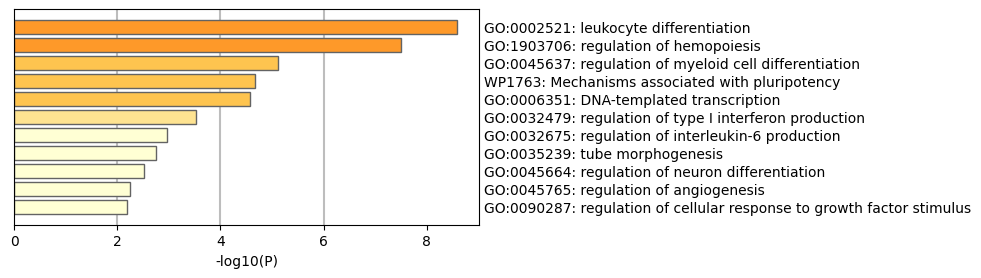 GO:0002521: leukocyte differentiation
GO:1903706: regulation of hemopoiesis
GO:0045637: regulation of myeloid cell differentiation
WP1763: Mechanisms associated with pluripotency
GO:0006351: DNA-templated transcription
GO:0032479: regulation of type I interferon production
GO:0032675: regulation of interleukin-6 production
GO:0035239: tube morphogenesis
GO:0045664: regulation of neuron differentiation
GO:0045765: regulation of angiogenesis
GO:0090287: regulation of cellular response to growth factor stimulus
0 2 4 6 8
-log10(P)